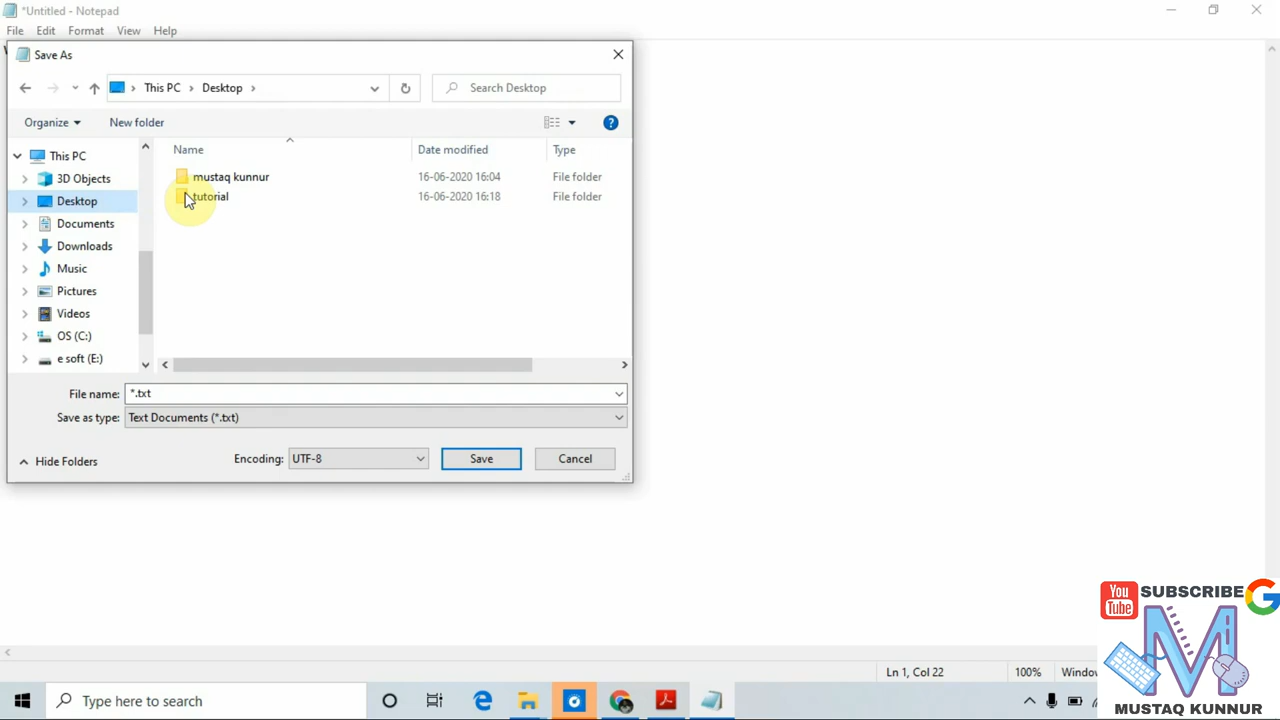 *Untitled - Notepad
File Edit Format View Help
Save As
This PC Desktop
Search Desktop
Organize New folder
Name Date modified Type
This PC
3D Objects
Desktop
Documents
Downloads
Music
Pictures
Videos
OS (C:)
e soft (E:)
mustaq kunnur 16-06-2020 16:04 File folder
tutorial 16-06-2020 16:18 File folder
File name: *.txt
Save as type: Text Documents (*.txt)
Hide Folders
Encoding: UTF-8 Save Cancel
You Tube SUBSCRIBE G
M
MUSTAQ KUNNUR
Ln 1, Col 22 100% Window
Type here to search